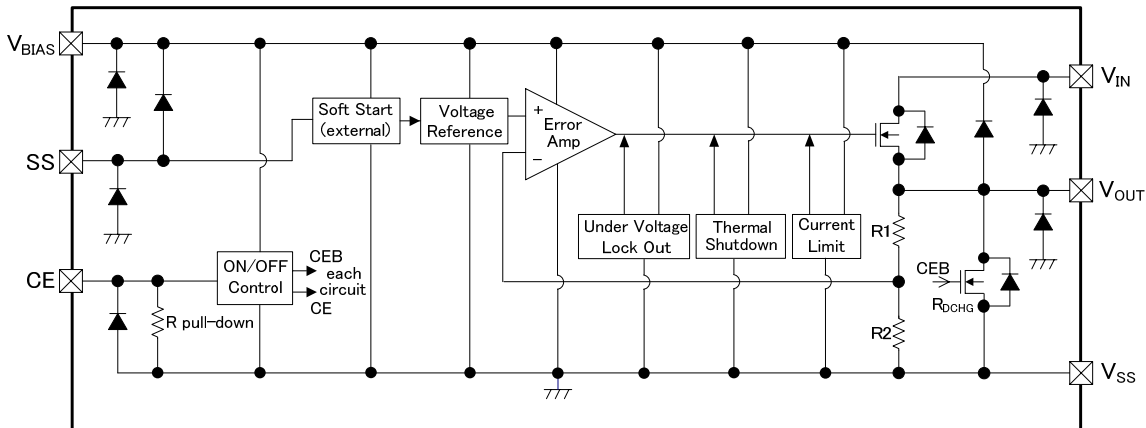 VBIAS
VIN
Soft Start
(external)
Voltage
Reference
+
Error
Amp
−
SS
VOUT
Under Voltage
Lock Out
Thermal
Shutdown
Current
Limit
R1
CE
ON/OFF
Control
CEB
each
circuit
CE
CEB
RDCHG
R pull-down
R2
VSS